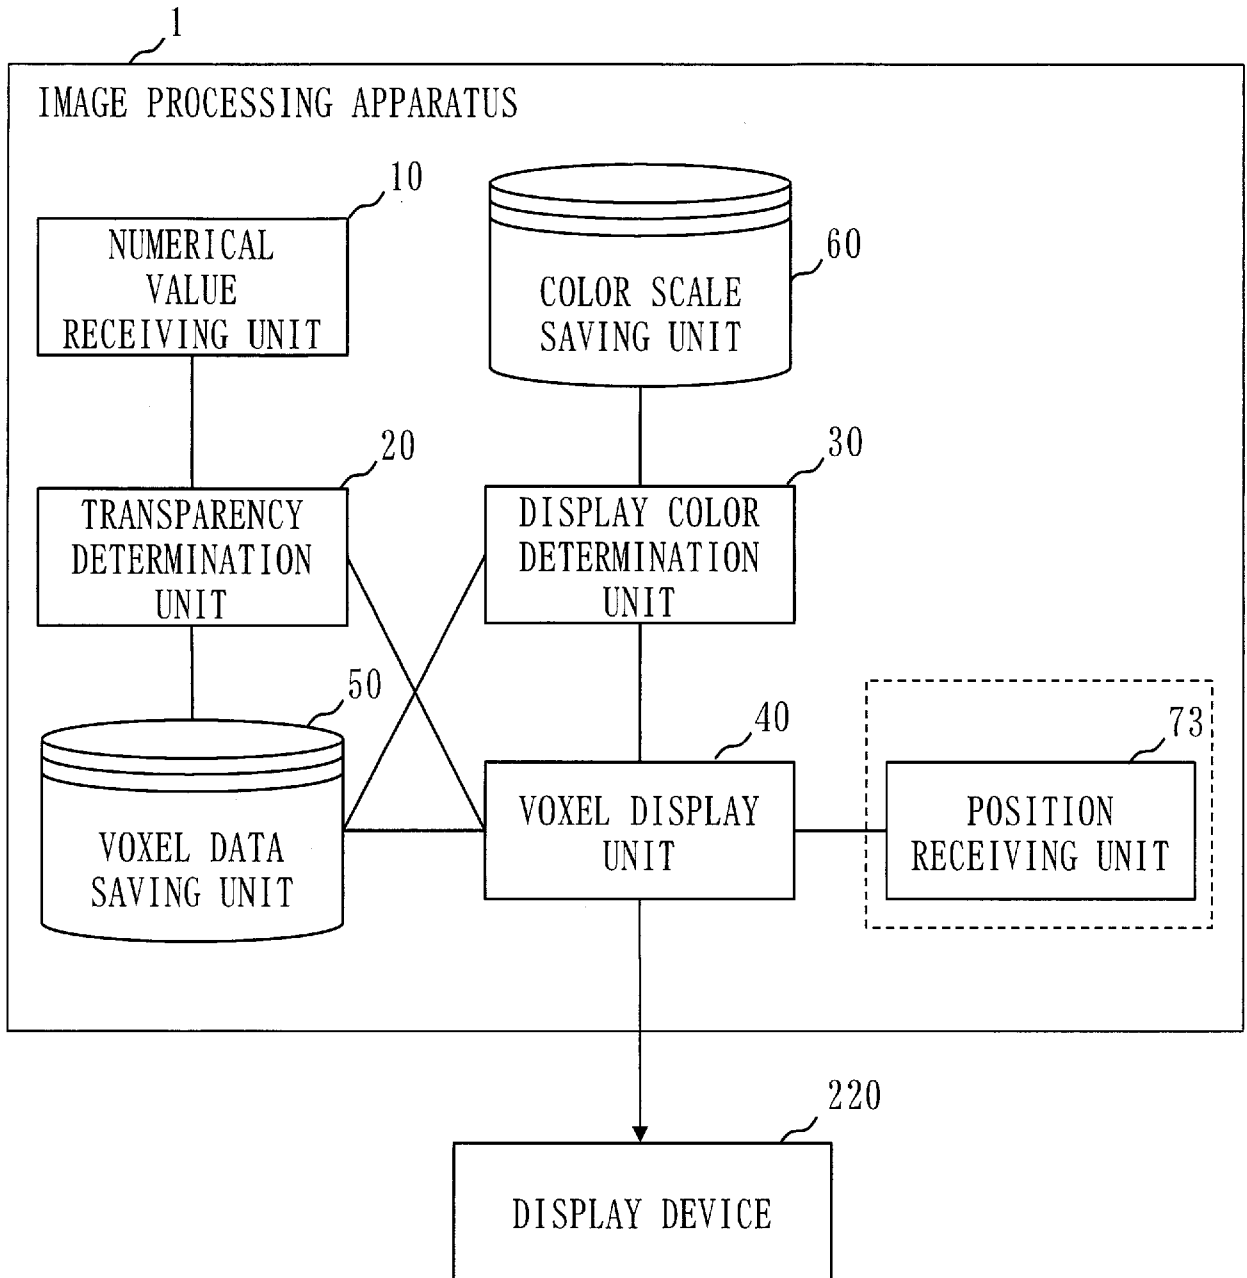 1
IMAGE PROCESSING APPARATUS
10
NUMERICAL
VALUE
RECEIVING UNIT
60
COLOR SCALE
SAVING UNIT
20
TRANSPARENCY
DETERMINATION
UNIT
30
DISPLAY COLOR
DETERMINATION
UNIT
50
VOXEL DATA
SAVING UNIT
40
VOXEL DISPLAY
UNIT
73
POSITION
RECEIVING UNIT
220
DISPLAY DEVICE